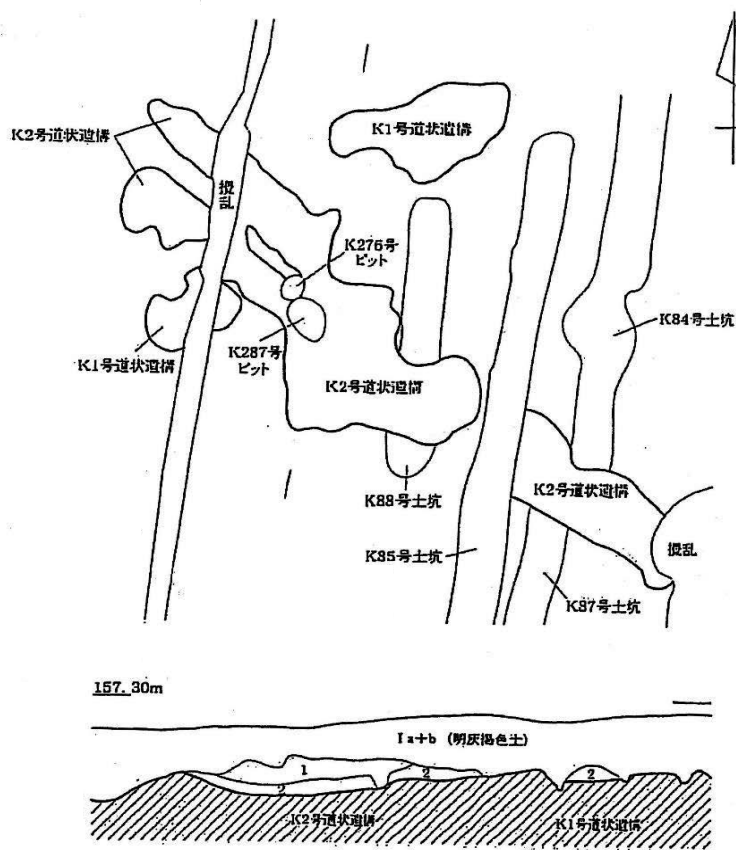 K1号道状遺構
K2号道状遺構
攪乱
K276号
ピット
K84号土坑
K287号
ピット
K1号道状遺構
K2号道状遺構
K2号道状遺構
K88号土坑
攪乱
K85号土坑
K87号土坑
157.30m
Ia+b (明灰褐色土)
1
2
2
2
K2号道状遺構
K1号道状遺構